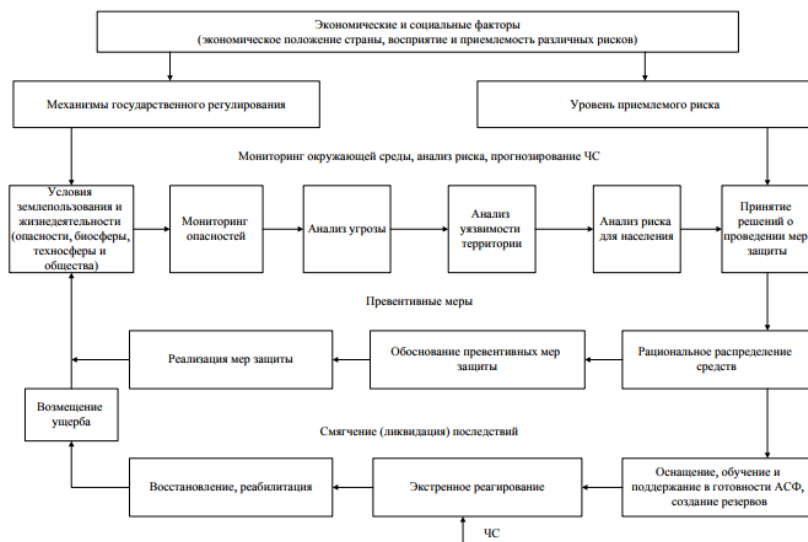 Экономические и социальные факторы
(экономическое положение страны, восприятие и приемлемость различных рисков)
Механизмы государственного регулирования
Уровень приемлемого риска
Мониторинг окружающей среды, анализ риска, прогнозирование ЧС
Условия
землепользования и
жизнедеятельности
(опасности, биосферы,
техносферы и
общества)
Мониторинг
опасностей
Анализ угрозы
Анализ
уязвимости
территории
Анализ риска
для населения
Принятие
решений о
проведении мер
защиты
Превентивные меры
Реализация мер защиты
Обоснование превентивных мер
защиты
Рациональное распределение
средств
Возмещение
ущерба
Смягчение (ликвидация) последствий
Восстановление, реабилитация
Экстренное реагирование
Оснащение, обучение и
поддержание в готовности АСФ,
создание резервов
ЧС